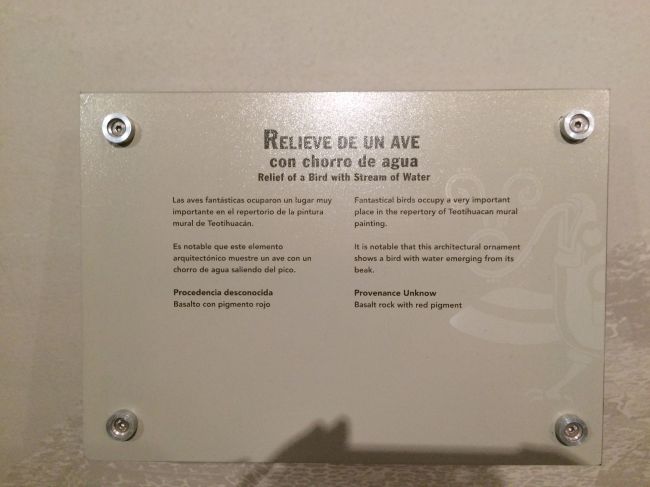 RELIEVE DE UN AVE
con chorro de agua
Relief of a Bird with Stream of Water
Las aves fantásticas ocuparon un lugar muy
importante en el repertorio de la pintura
mural de Teotihuacán.
Es notable que este elemento
arquitectónico muestre un ave con un
chorro de agua saliendo del pico.
Procedencia desconocida
Basalto con pigmento rojo
Fantastical birds occupy a very important
place in the repertory of Teotihuacan mural
painting.
It is notable that this architectural ornament
shows a bird with water emerging from its
beak.
Provenance Unknow
Basalt rock with red pigment